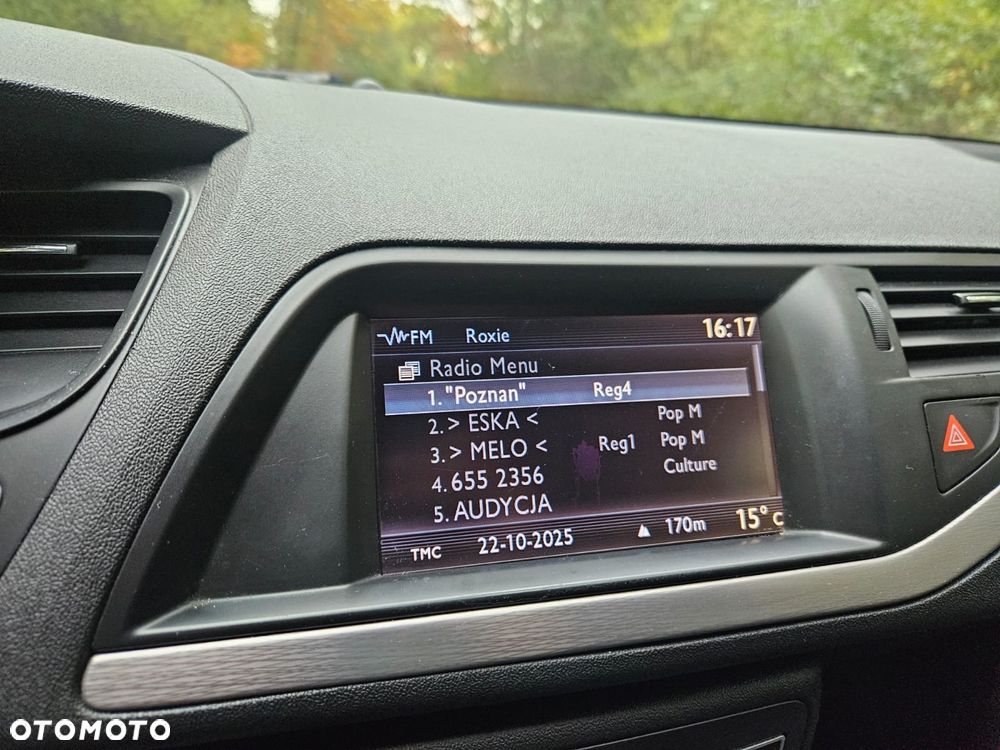 FM Roxie 16:17
Radio Menu
1. "Poznan" Reg4
2. > ESKA < Pop M
3. > MELO < Reg1 Pop M
4. 655 2356 Culture
5. AUDYCJA
TMC 22-10-2025 ▲ 170m 15°C
OTOMOTO